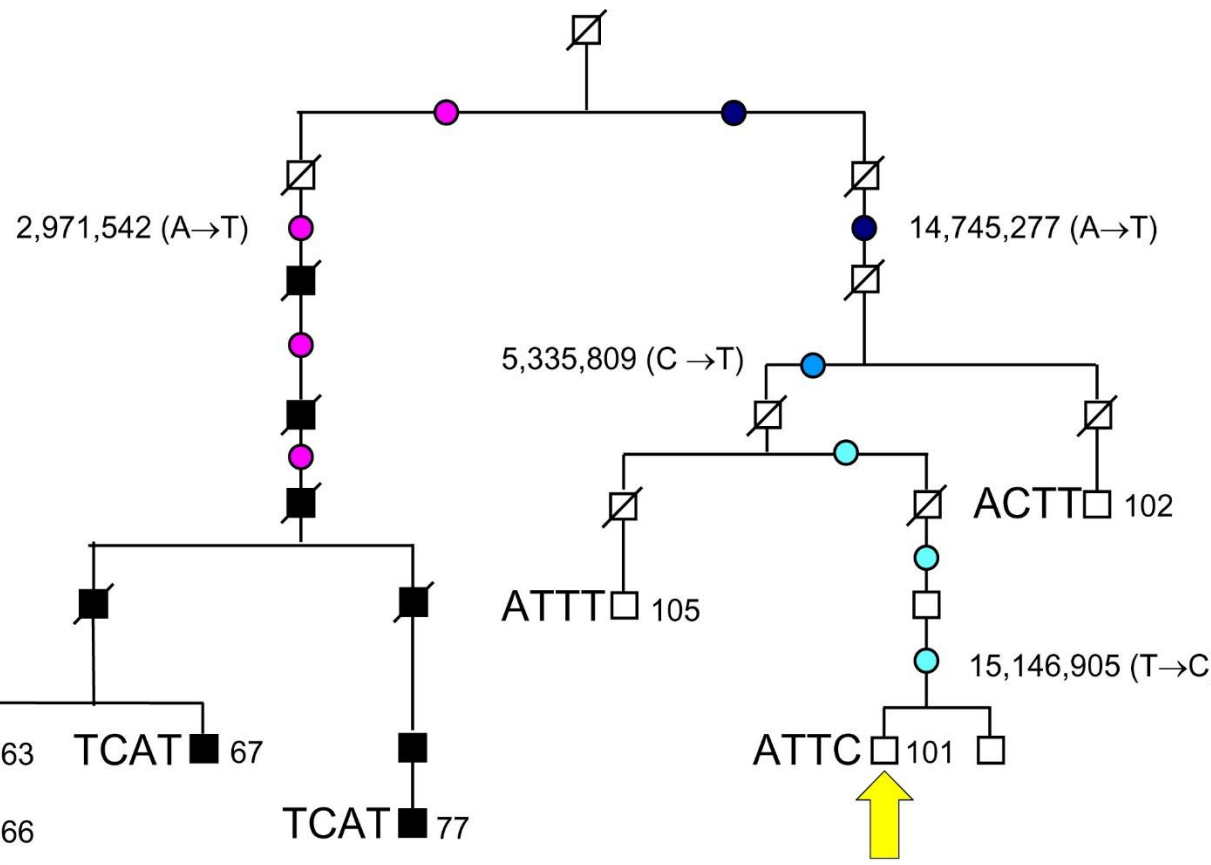 2,971,542 (A→T)
14,745,277 (A→T)
5,335,809 (C →T)
ACTT 102
ATTT 105
15,146,905 (T→C
63
TCAT 67
ATTC 101
66
TCAT 77